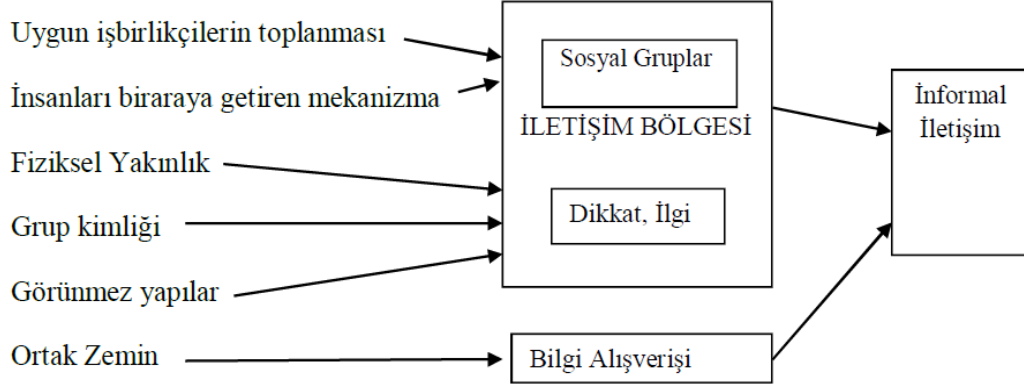 Uygun işbirlikçilerin toplanması
İnsanları biraraya getiren mekanizma
Fiziksel Yakınlık
Grup kimliği
Görünmez yapılar
Ortak Zemin
Sosyal Gruplar
İLETİŞİM BÖLGESİ
Dikkat, İlgi
Bilgi Alışverişi
İnformal
İletişim